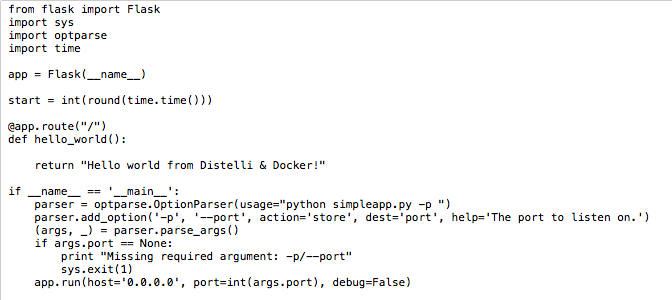 from flask import Flask
import sys
import optparse
import time
app = Flask(__name__)
start = int(round(time.time()))
@app.route("/")
def hello_world():
    return "Hello world from Distelli & Docker!"
if __name__ == '__main__':
    parser = optparse.OptionParser(usage="python simpleapp.py -p ")
    parser.add_option('-p', '--port', action='store', dest='port', help='The port to listen on.')
    (args, _) = parser.parse_args()
    if args.port == None:
        print "Missing required argument: -p/--port"
        sys.exit(1)
    app.run(host='0.0.0.0', port=int(args.port), debug=False)